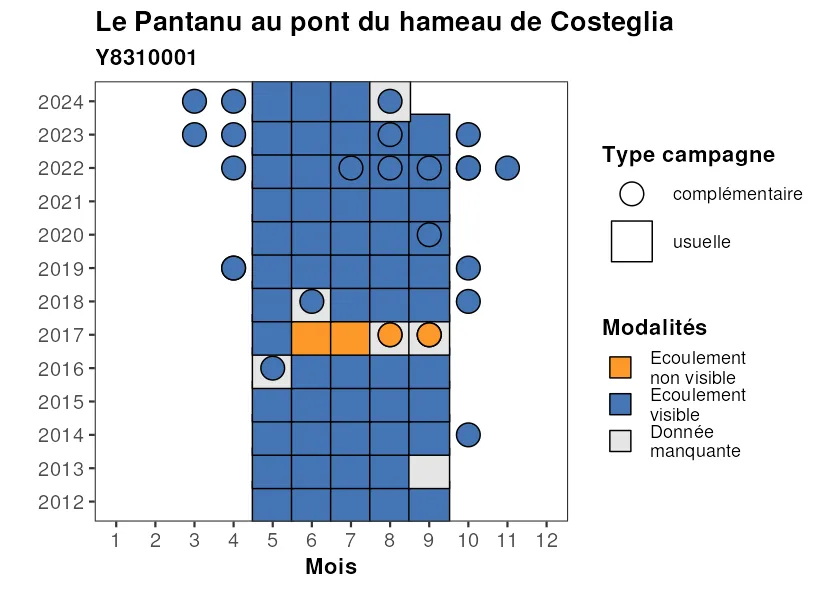 Le Pantanu au pont du hameau de Costeglia
Y8310001
2024
2023
2022
2021
2020
2019
2018
2017
2016
2015
2014
2013
2012
1 2 3 4 5 6 7 8 9 10 11 12
Mois
Type campagne
complémentaire
usuelle
Modalités
Ecoulement
non visible
Ecoulement
visible
Donnée
manquante